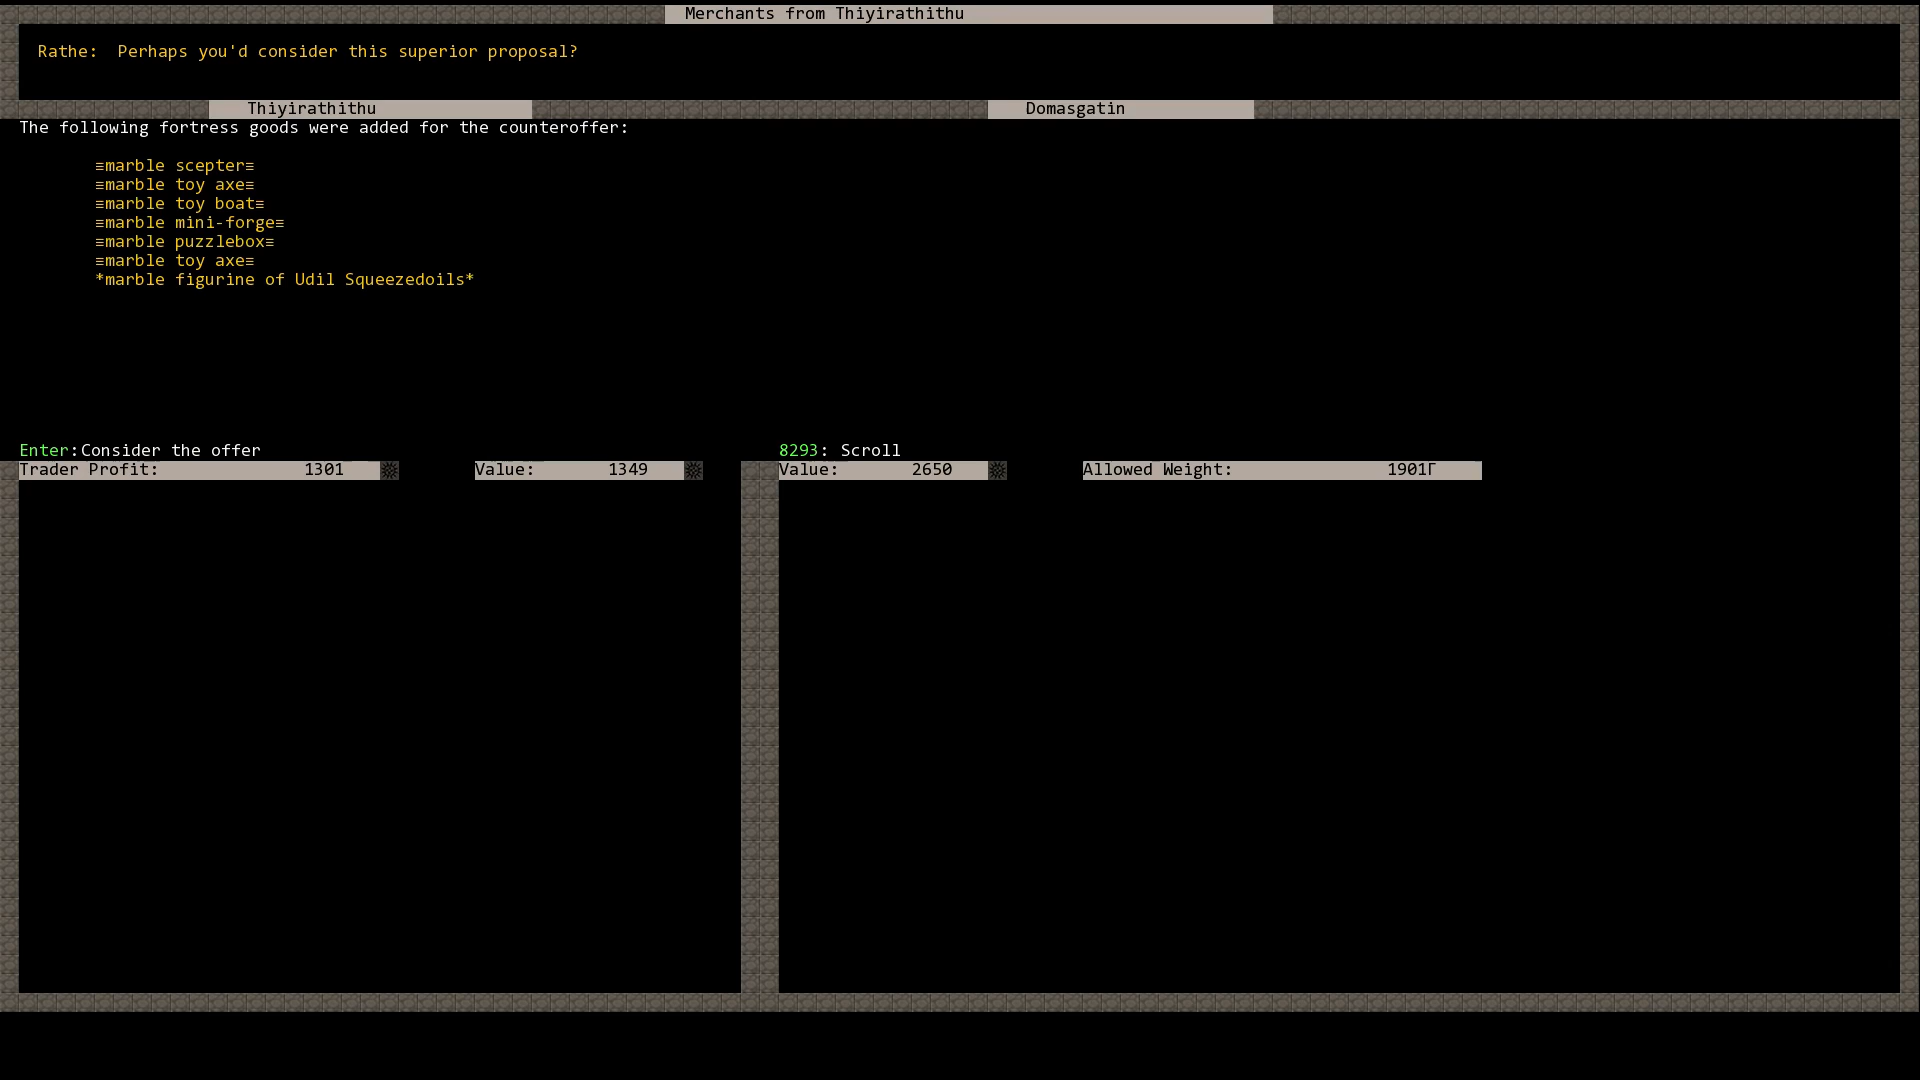 Merchants from Thiyirathithu
Rathe:  Perhaps you'd consider this superior proposal?
Thiyirathithu
Domasgatin
The following fortress goods were added for the counteroffer:
≡marble scepter≡
≡marble toy axe≡
≡marble toy boat≡
≡marble mini-forge≡
≡marble puzzlebox≡
≡marble toy axe≡
*marble figurine of Udil Squeezedoils*
Enter:Consider the offer
8293: Scroll
Trader Profit: 1301☼ Value: 1349☼ Value: 2650☼ Allowed Weight: 1901Γ